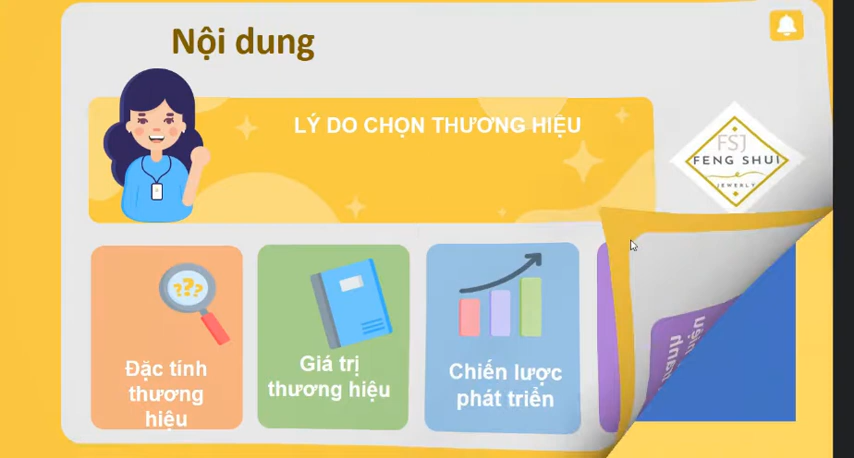 Nội dung
LÝ DO CHỌN THƯƠNG HIỆU
FSJ
FENG SHUI
JEWERLY
???
Đặc tính
thương
hiệu
Giá trị
thương hiệu
Chiến lược
phát triển